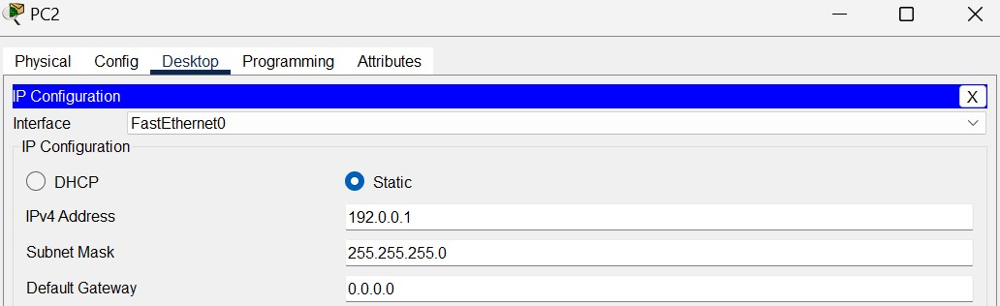 PC2
Physical Config Desktop Programming Attributes
IP Configuration X
Interface FastEthernet0
IP Configuration
DHCP Static
IPv4 Address 192.0.0.1
Subnet Mask 255.255.255.0
Default Gateway 0.0.0.0